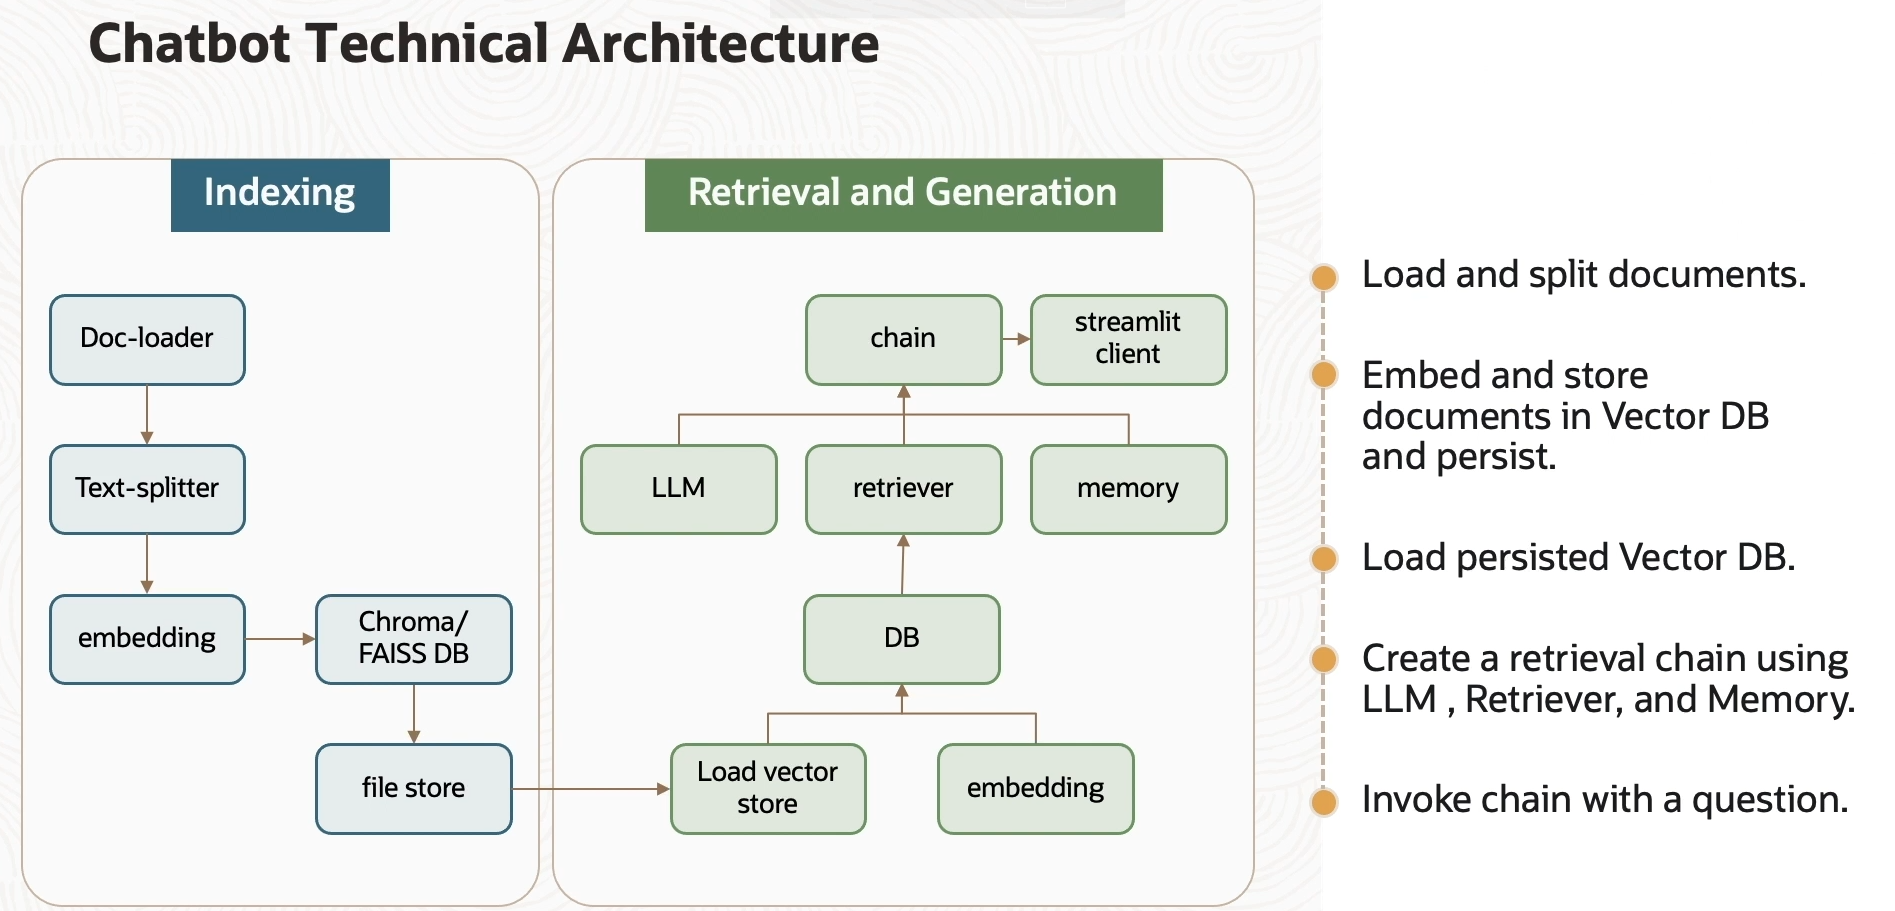 Chatbot Technical Architecture
Indexing
Doc-loader
Text-splitter
embedding
Chroma/
FAISS DB
file store
Retrieval and Generation
chain
streamlit
client
LLM
retriever
memory
DB
Load vector
store
embedding
Load and split documents.
Embed and store
documents in Vector DB
and persist.
Load persisted Vector DB.
Create a retrieval chain using
LLM , Retriever, and Memory.
Invoke chain with a question.